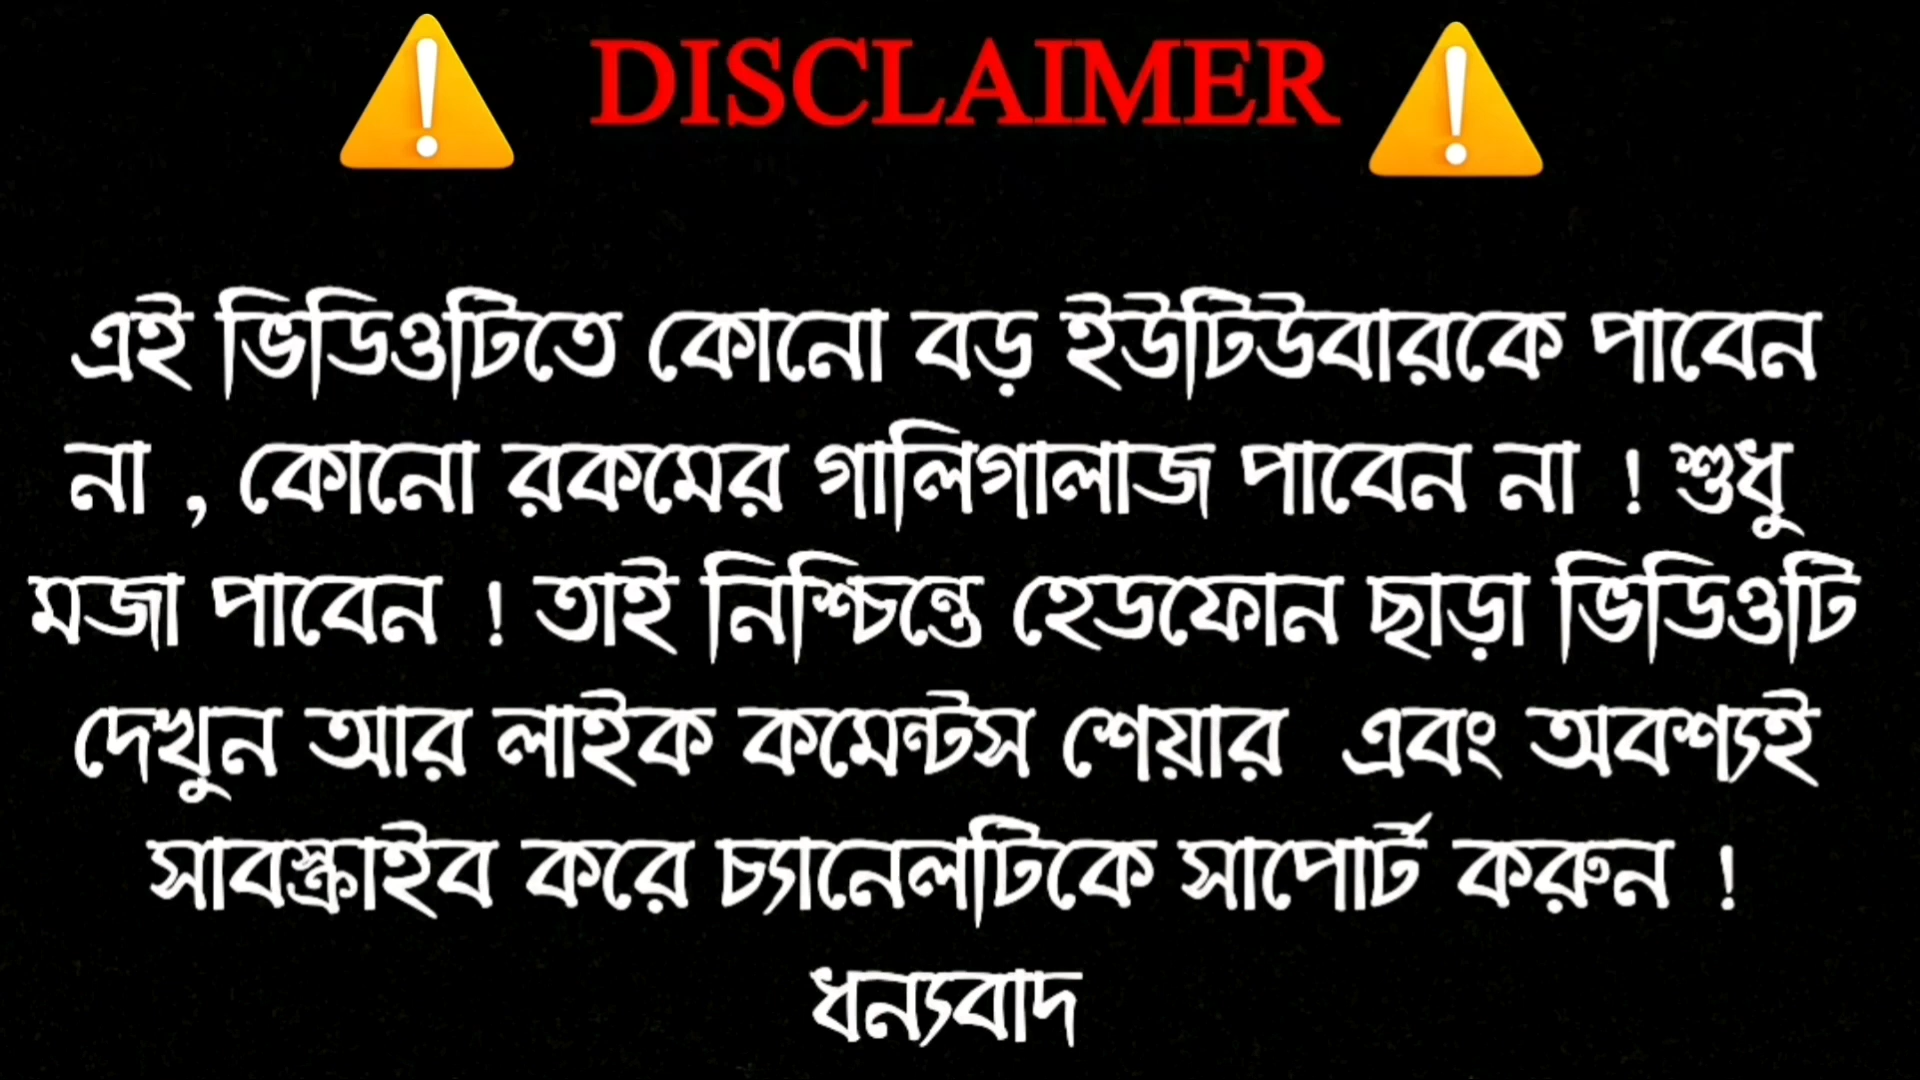 DISCLAIMER
এই ভিডিওটিতে কোনো বড় ইউটিউবারকে পাবেন
না , কোনো রকমের গালিগালাজ পাবেন না ! শুধু
মজা পাবেন ! তাই নিশ্চিন্তে হেডফোন ছাড়া ভিডিওটি
দেখুন আর লাইক কমেন্টস শেয়ার এবং অবশ্যই
সাবস্ক্রাইব করে চ্যানেলটিকে সাপোর্ট করুন !
ধন্যবাদ